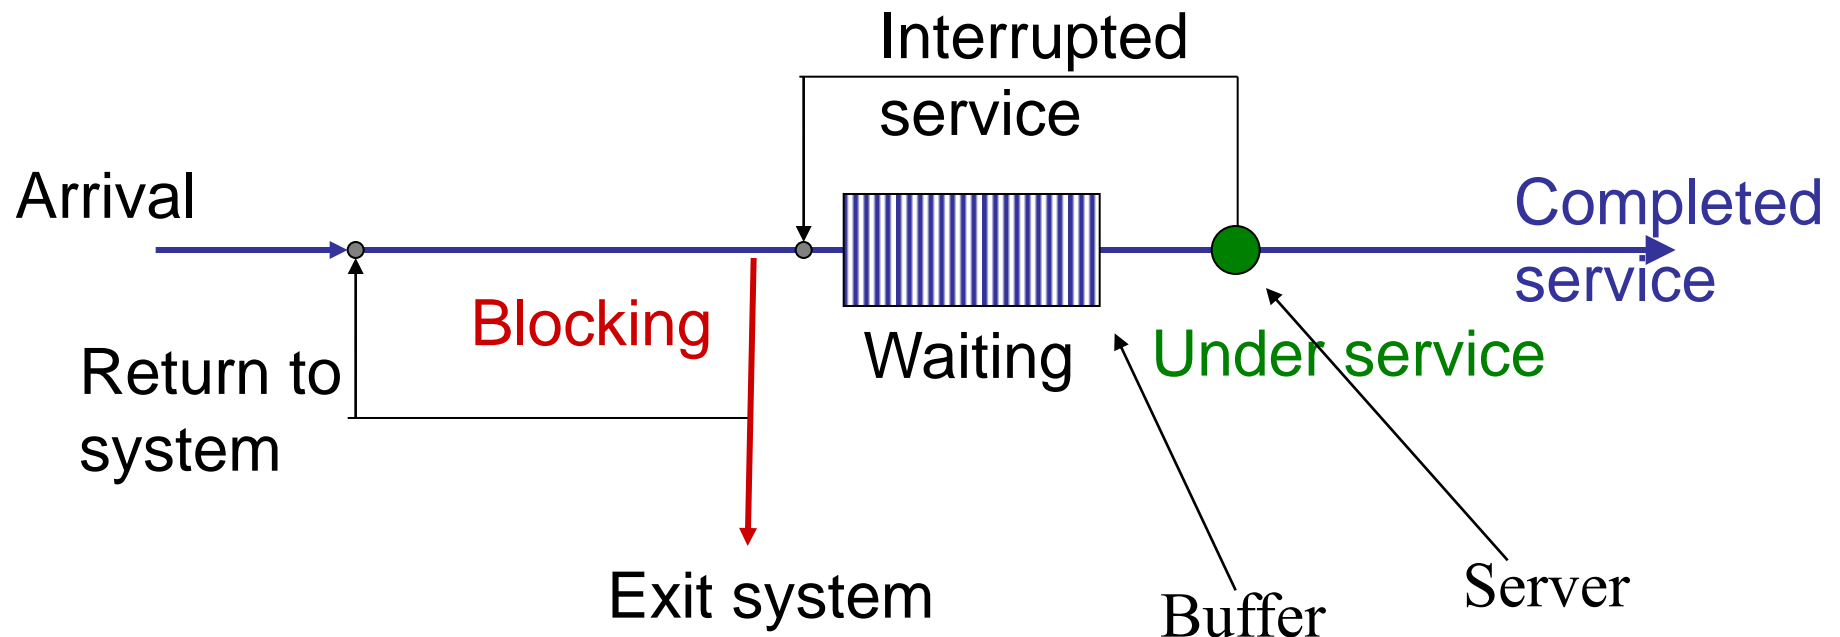 Interrupted
service
Arrival
Completed
service
Blocking
Waiting
Under service
Return to
system
Exit system
Buffer
Server